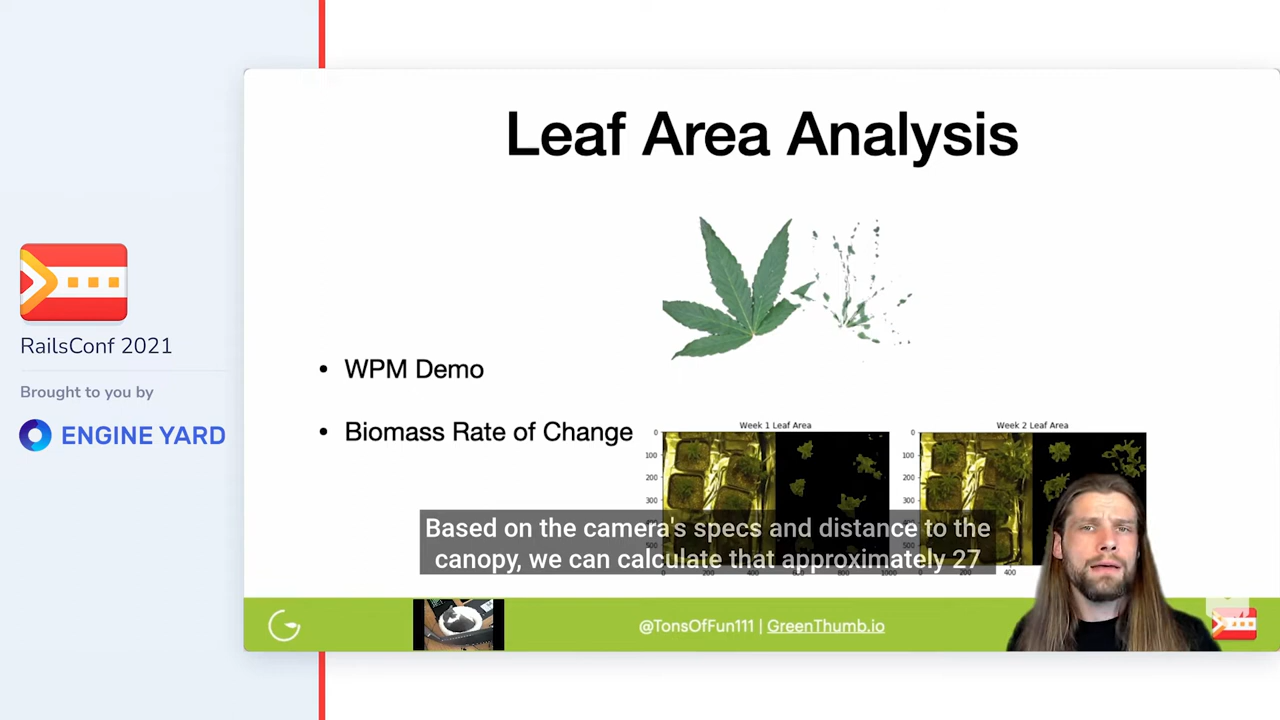 Leaf Area Analysis
RailsConf 2021
Brought to you by
ENGINE YARD
• WPM Demo
• Biomass Rate of Change
Week 1 Leaf Area
0
100
200
300
Week 2 Leaf Area
0
100
200
300
400
Based on the camera's specs and distance to the
canopy, we can calculate that approximately 27
@TonsOfFun111 | GreenThumb.io